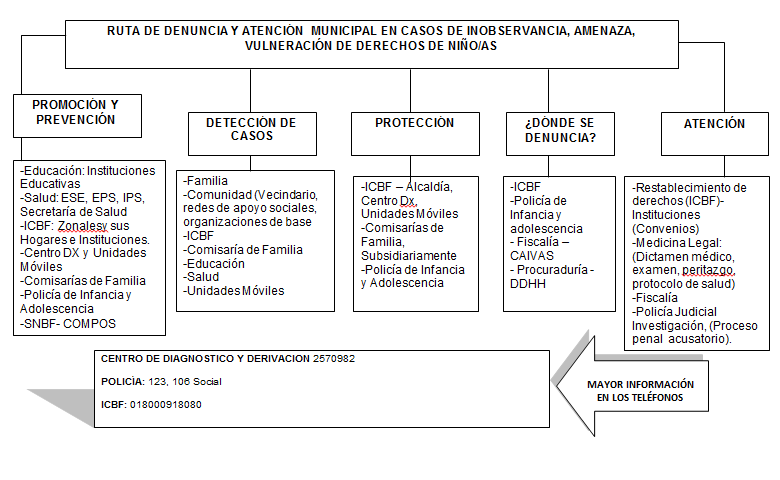 RUTA DE DENUNCIA Y ATENCIÓN  MUNICIPAL EN CASOS DE INOBSERVANCIA, AMENAZA,
VULNERACIÓN DE DERECHOS DE NIÑO/AS
PROMOCIÓN Y
PREVENCIÓN
-Educación: Instituciones
Educativas
-Salud: ESE, EPS, IPS,
Secretaría de Salud
-ICBF: Zonalesy sus
Hogares e Instituciones.
-Centro DX y Unidades
Móviles
-Comisarías de Familia
-Policía de Infancia y
Adolescencia
-SNBF- COMPOS
DETECCIÓN DE
CASOS
-Familia
-Comunidad (Vecindario,
redes de apoyo sociales,
organizaciones de base
-ICBF
-Comisaría de Familia
-Educación
-Salud
-Unidades Móviles
PROTECCIÓN
-ICBF – Alcaldía,
Centro Dx,
Unidades Móviles
-Comisarías de
Familia,
Subsidiariamente
-Policía de Infancia
y Adolescencia
¿DÓNDE SE
DENUNCIA?
-ICBF
-Policía de
Infancia y
adolescencia
- Fiscalía –
CAIVAS
- Procuraduría -
DDHH
ATENCIÓN
-Restablecimiento de
derechos (ICBF)-
Instituciones
(Convenios)
-Medicina Legal:
(Dictamen médico,
examen, peritazgo,
protocolo de salud)
-Fiscalía
-Policía Judicial
Investigación, (Proceso
penal  acusatorio).
CENTRO DE DIAGNOSTICO Y DERIVACION 2570982
POLICÌA: 123, 106 Social
ICBF: 018000918080
MAYOR INFORMACIÓN
EN LOS TELÉFONOS